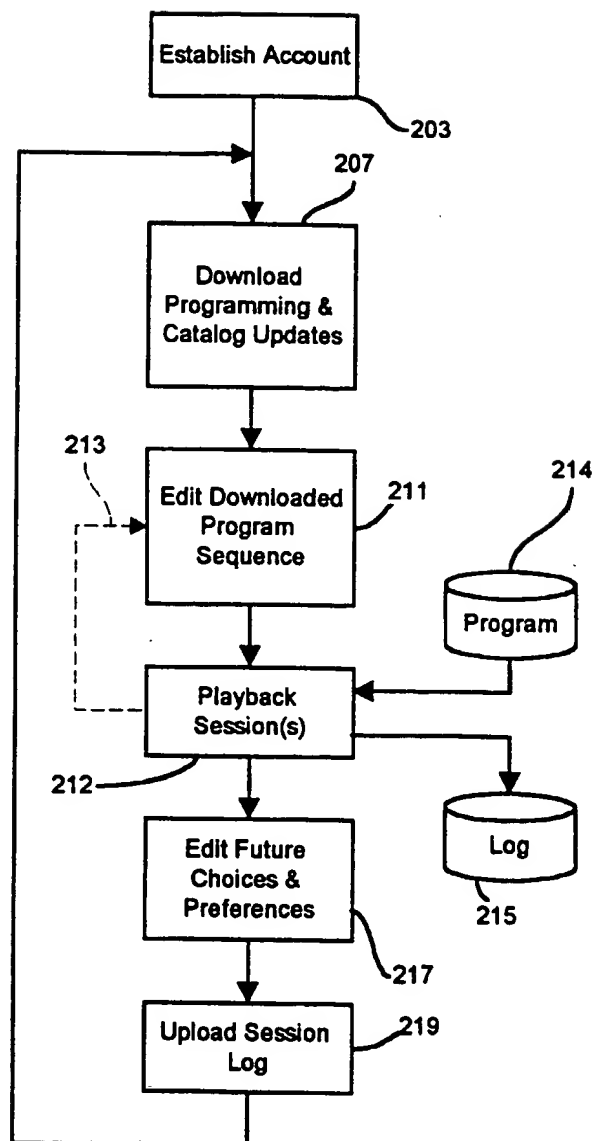 Establish Account
203
207
Download
Programming &
Catalog Updates
213
Edit Downloaded
Program
Sequence
211
214
Program
Playback
Session(s)
212
Log
215
Edit Future
Choices &
Preferences
217
Upload Session
Log
219